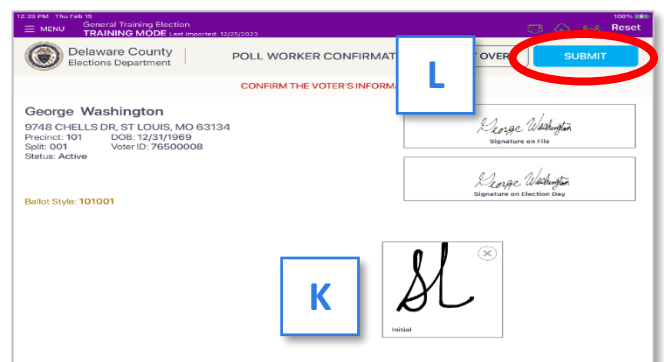 12:39 PM Thu Feb 15 100%
MENU General Training Election
TRAINING MODE Last Imported: 12/25/2023 Reset
Delaware County
Elections Department
POLL WORKER CONFIRMAT
OVER
SUBMIT
L
CONFIRM THE VOTER'S INFORMA
George Washington
9748 CHELLS DR, ST LOUIS, MO 63134
Precinct: 101 DOB: 12/31/1969
Split: 001 Voter ID: 76500008
Status: Active
George Washington
Signature on File
George Washington
Signature on Election Day
Ballot Style: 101001
K
SL
Initial